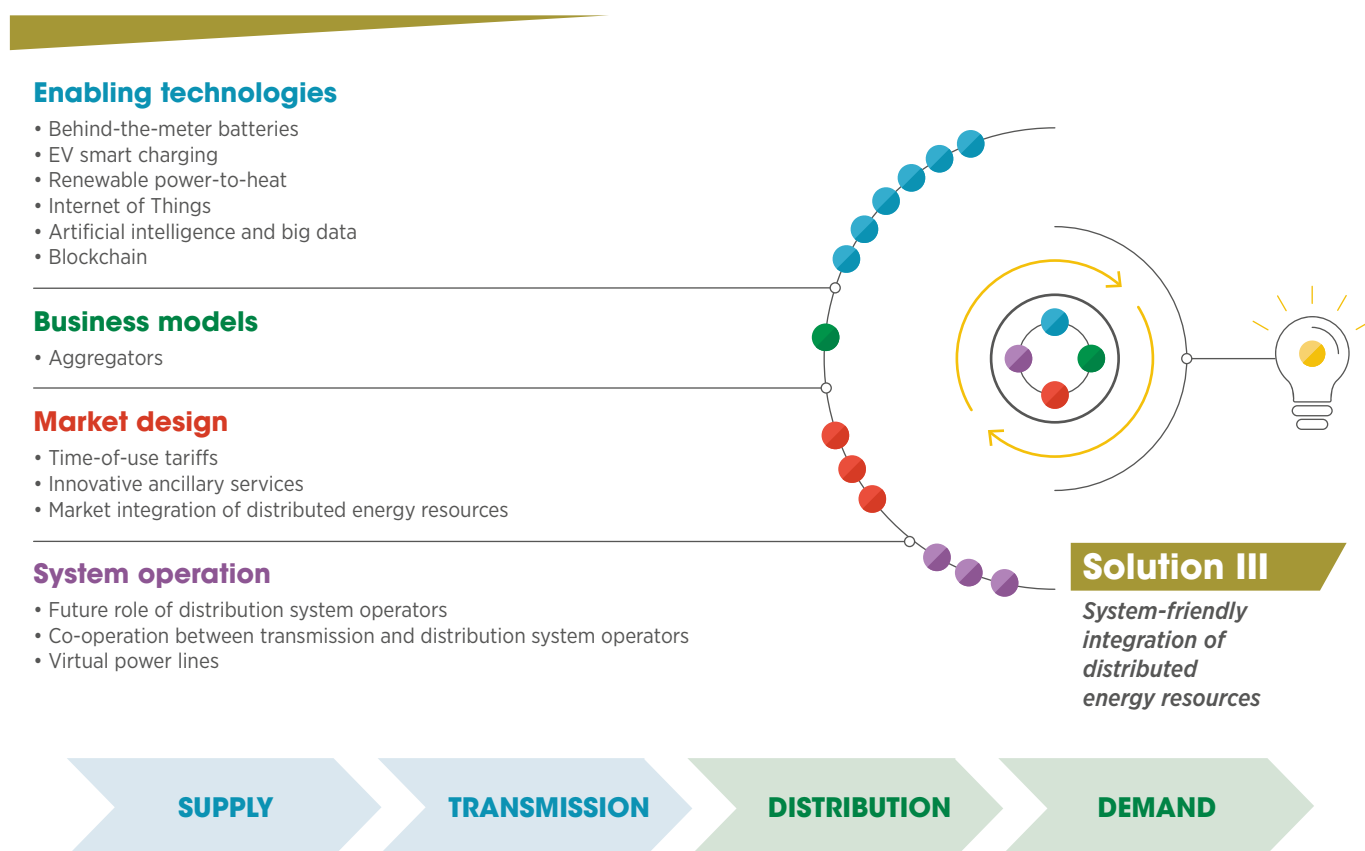 Enabling technologies
• Behind-the-meter batteries
• EV smart charging
• Renewable power-to-heat
• Internet of Things
• Artificial intelligence and big data
• Blockchain
Business models
• Aggregators
Market design
• Time-of-use tariffs
• Innovative ancillary services
• Market integration of distributed energy resources
System operation
• Future role of distribution system operators
• Co-operation between transmission and distribution system operators
• Virtual power lines
Solution III
System-friendly
integration of
distributed
energy resources
SUPPLY
TRANSMISSION
DISTRIBUTION
DEMAND